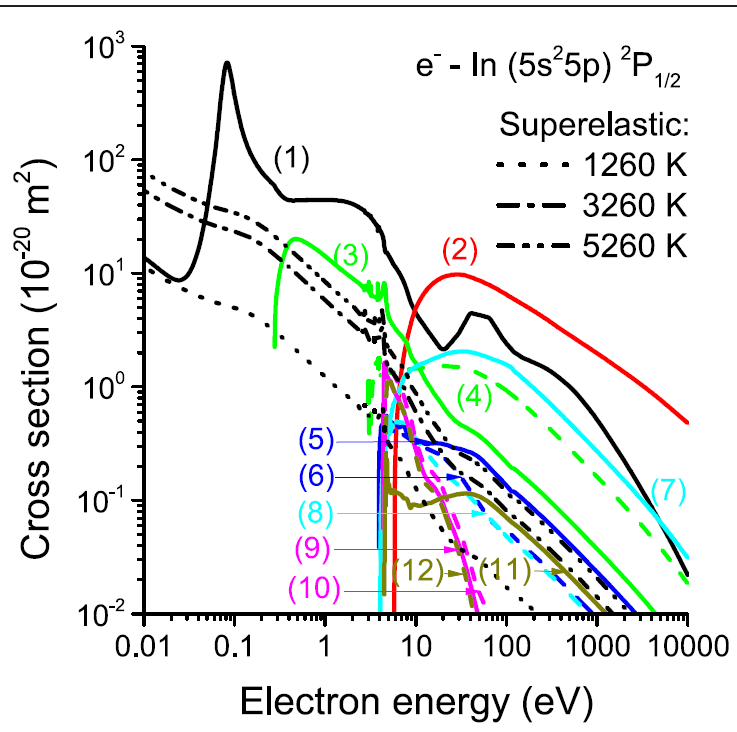 e⁻ - In (5s²5p) ²P₁/₂
Superelastic:
1260 K
3260 K
5260 K
(1)
(2)
(3)
(4)
(5)
(6)
(7)
(8)
(9)
(10)
(12)
(11)
10³
10²
10¹
10⁰
10⁻¹
10⁻²
Cross section (10⁻²⁰ m²)
0.01 0.1 1 10 100 1000 10000
Electron energy (eV)